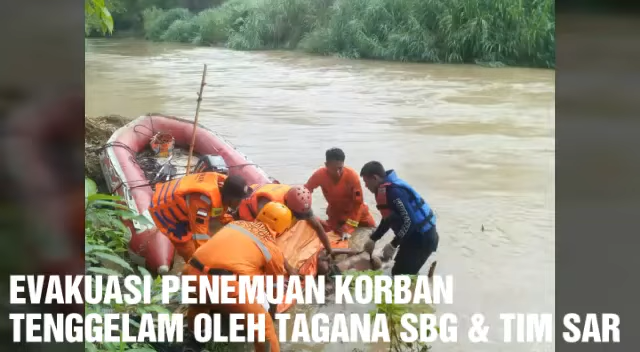 EVAKUASI PENEMUAN KORBAN
TENGGELAM OLEH TAGANA SBG & TIM SAR